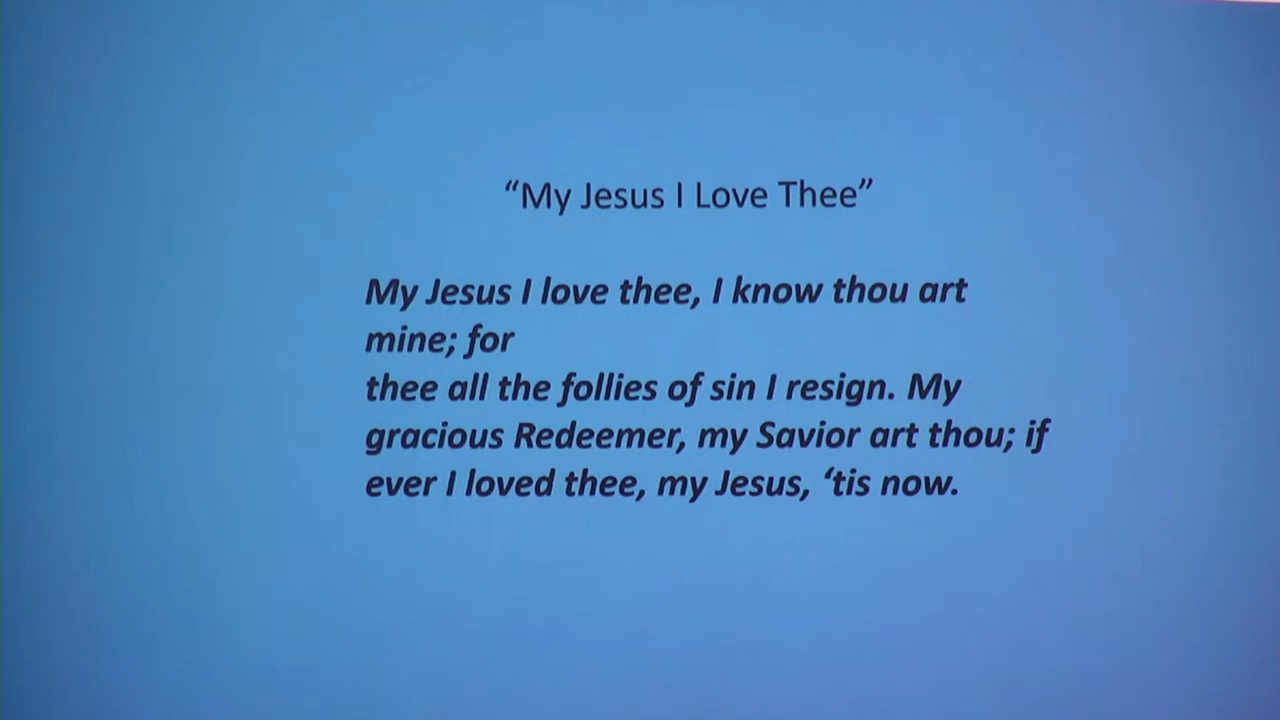 “My Jesus I Love Thee”
My Jesus I love thee, I know thou art
mine; for
thee all the follies of sin I resign. My
gracious Redeemer, my Savior art thou; if
ever I loved thee, my Jesus, ‘tis now.